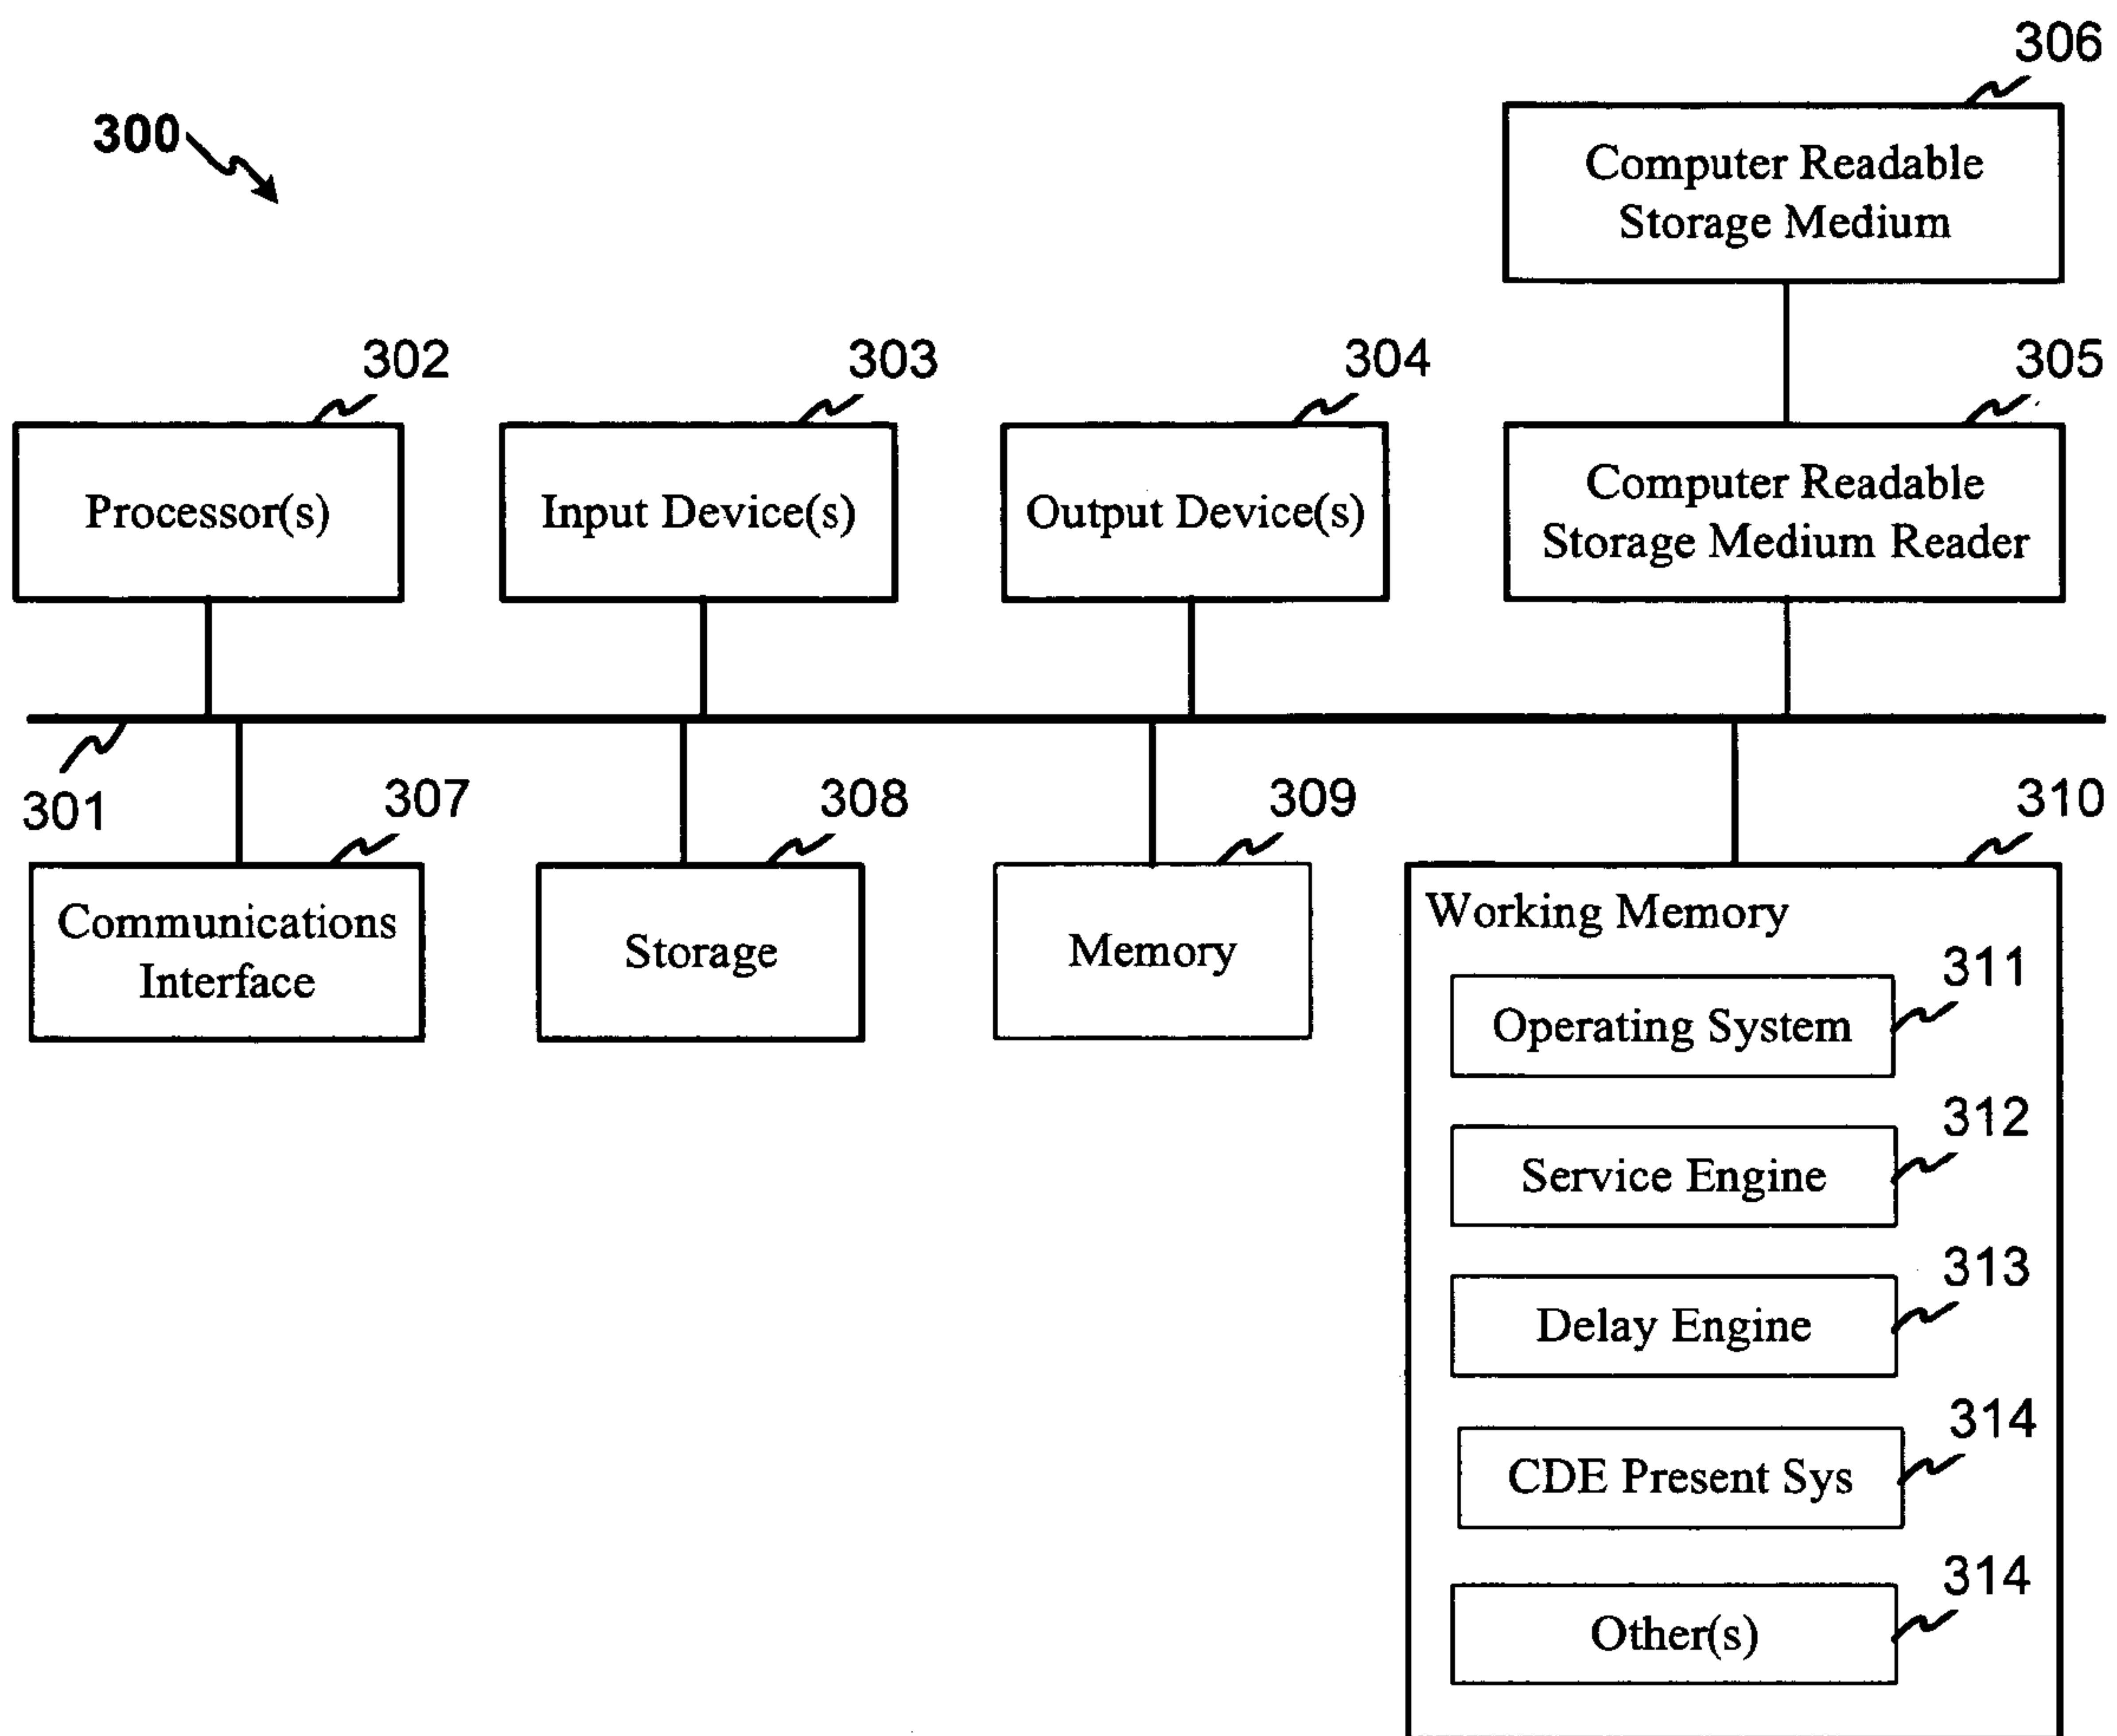 306
300
Computer Readable
Storage Medium
302
303
304
305
Processor(s)
Input Device(s)
Output Device(s)
Computer Readable
Storage Medium Reader
301
307
308
309
310
Communications
Interface
Storage
Memory
Working Memory
311
Operating System
312
Service Engine
313
Delay Engine
314
CDE Present Sys
314
Other(s)